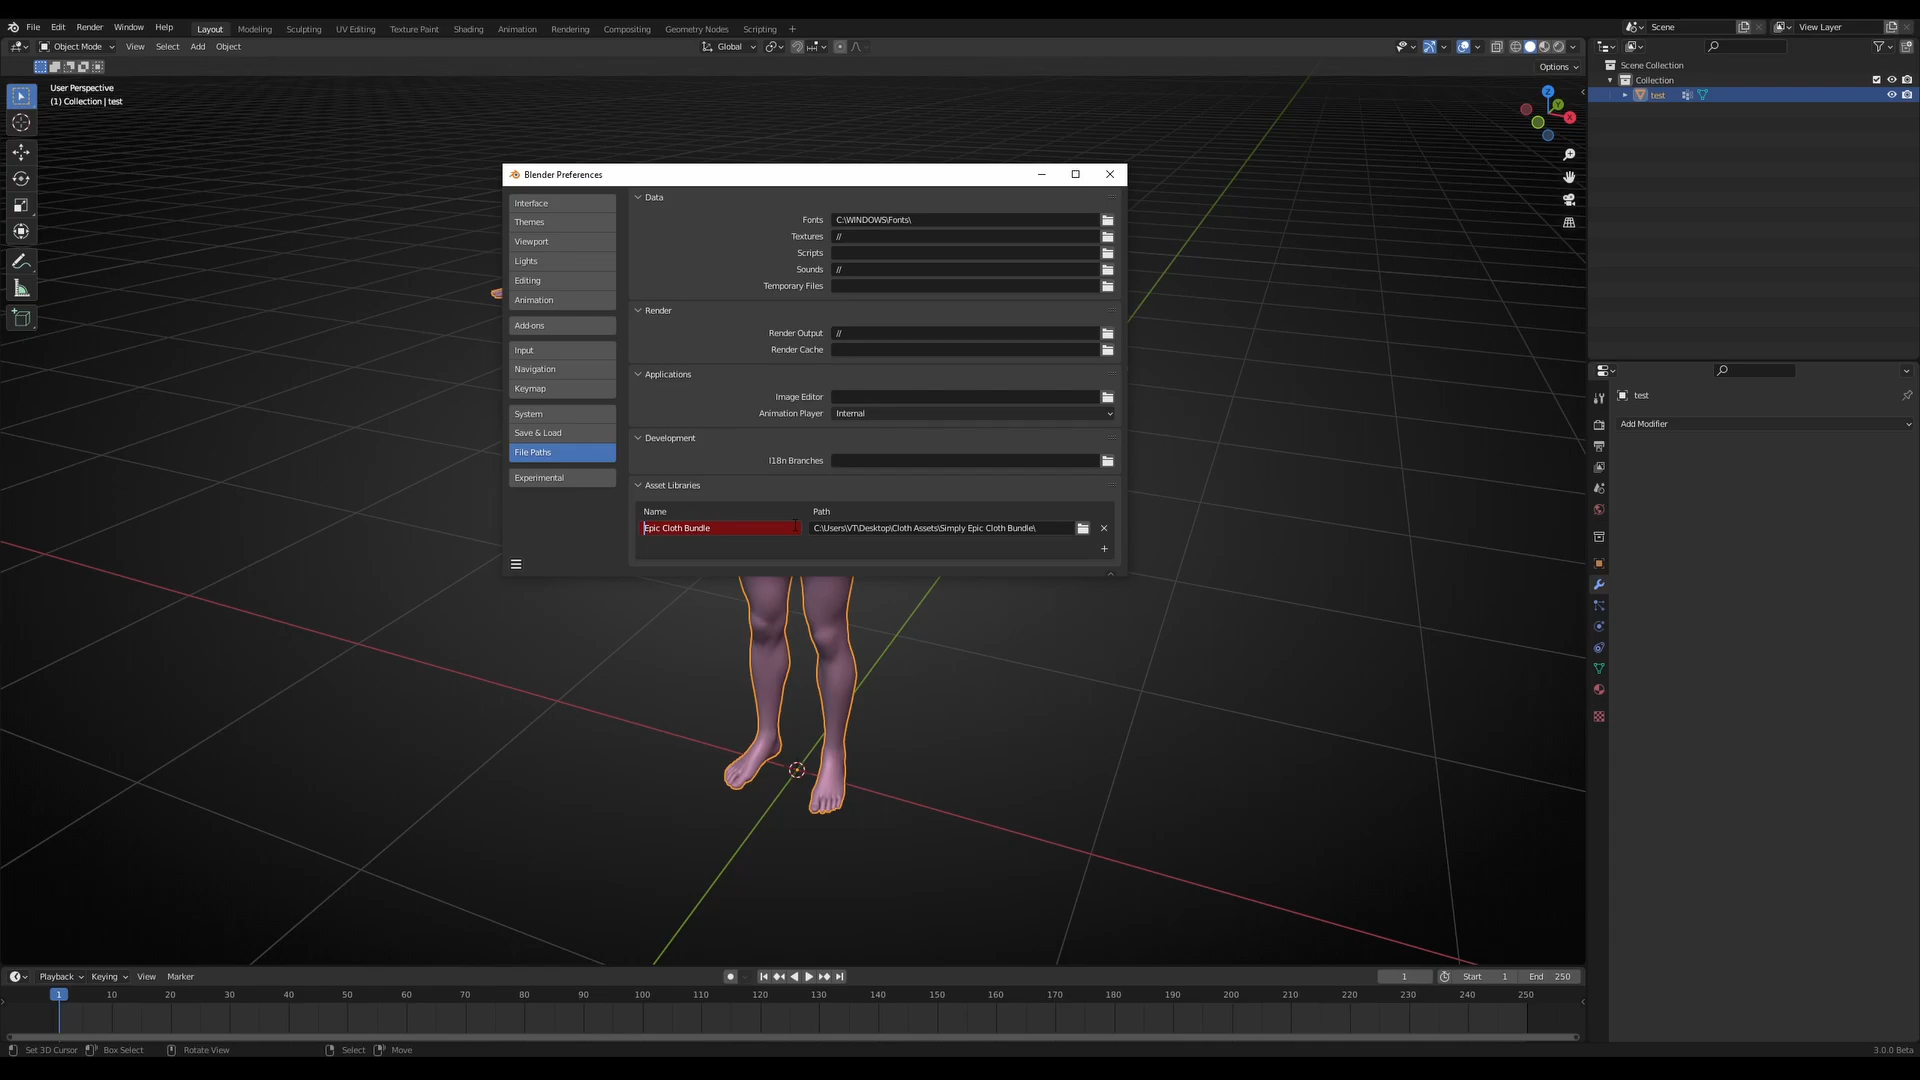 File Edit Render Window Help Layout Modeling Sculpting UV Editing Texture Paint Shading Animation Rendering Compositing Geometry Nodes Scripting + Scene View Layer
Object Mode View Select Add Object Global
Options
User Perspective
(1) Collection | test
Scene Collection
Collection
test
Z
Y
X
Blender Preferences
Interface
Themes
Viewport
Lights
Editing
Animation
Add-ons
Input
Navigation
Keymap
System
Save & Load
File Paths
Experimental
Data
Fonts C:\WINDOWS\Fonts\
Textures //
Scripts
Sounds //
Temporary Files
Render
Render Output //
Render Cache
Applications
Image Editor
Animation Player Internal
Development
I18n Branches
Asset Libraries
Name Path
Epic Cloth Bundle C:\Users\VT\Desktop\Cloth Assets\Simply Epic Cloth Bundle\
test
Add Modifier
Playback Keying View Marker 1 Start 1 End 250
1 10 20 30 40 50 60 70 80 90 100 110 120 130 140 150 160 170 180 190 200 210 220 230 240 250
Set 3D Cursor Box Select Rotate View Select Move 3.0.0 Beta